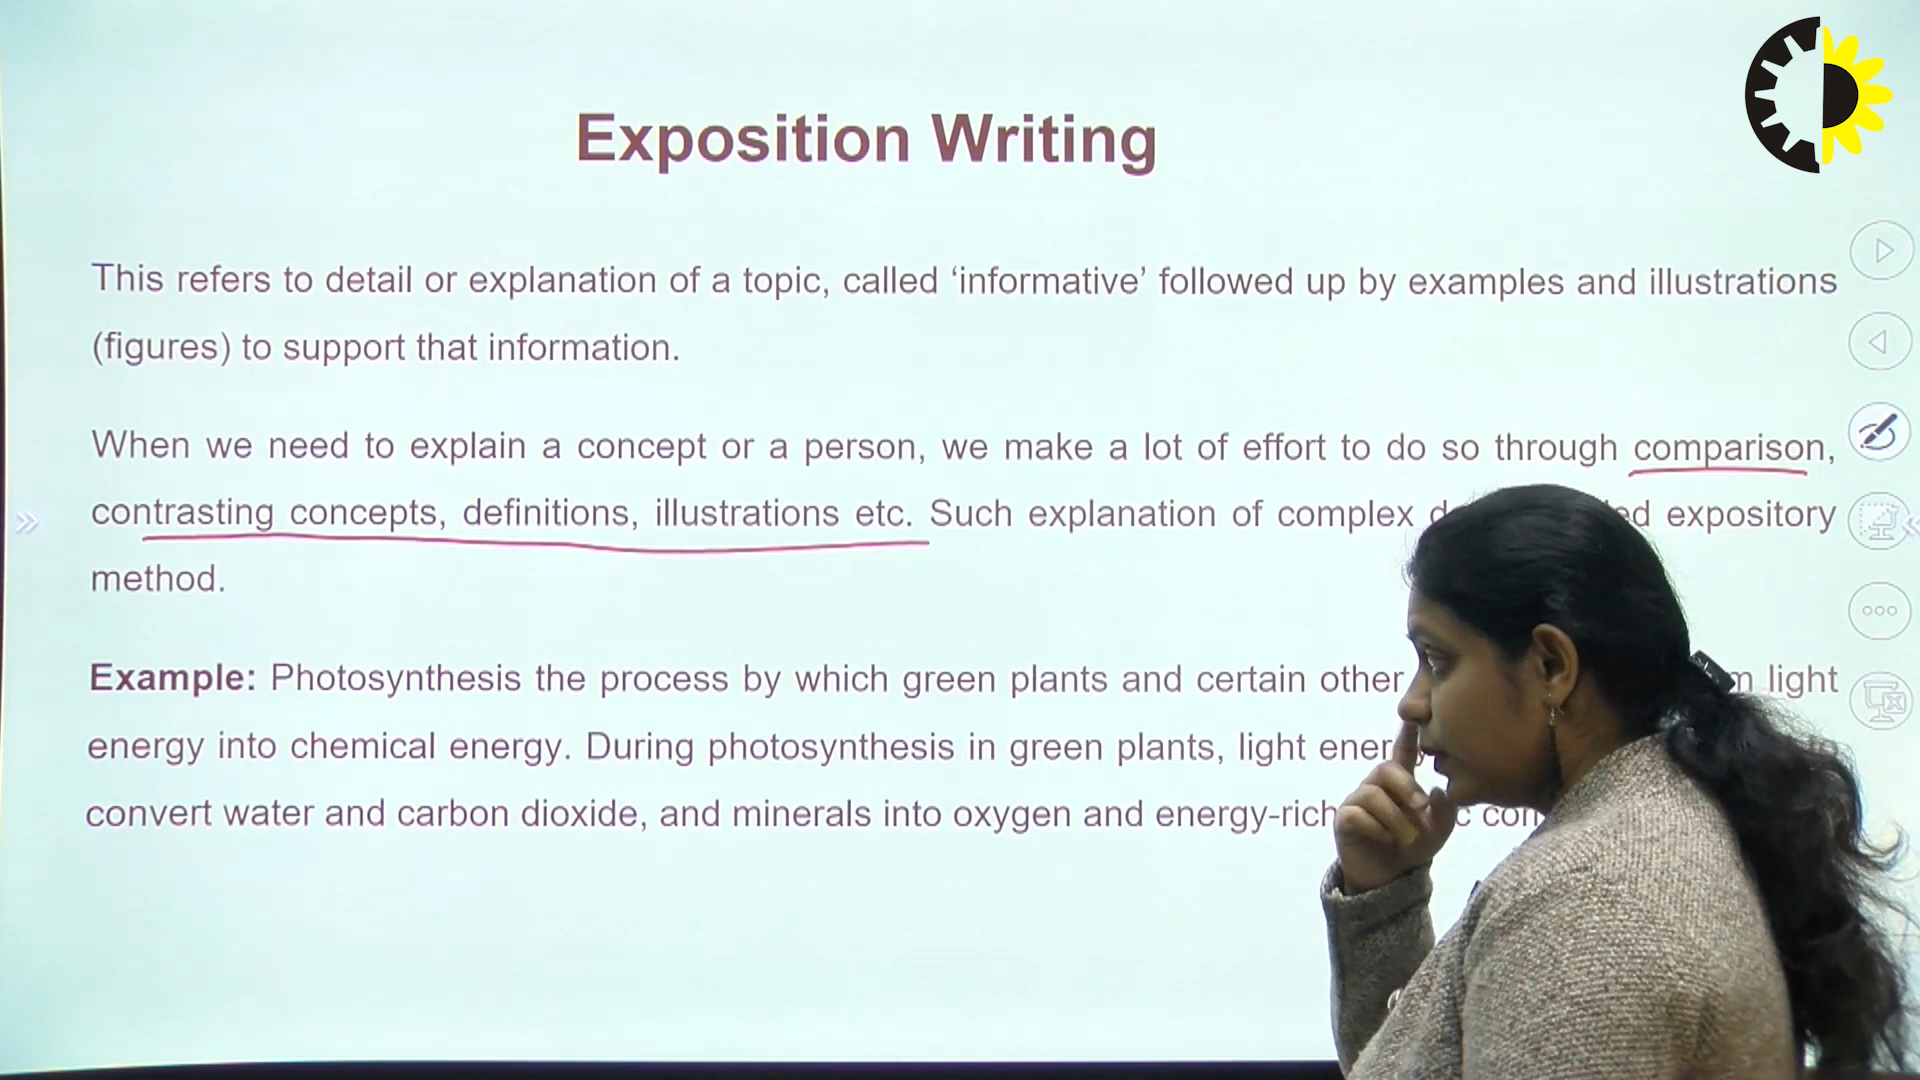 Exposition Writing
This refers to detail or explanation of a topic, called ‘informative’ followed up by examples and illustrations
(figures) to support that information.
When we need to explain a concept or a person, we make a lot of effort to do so through comparison,
contrasting concepts, definitions, illustrations etc. Such explanation of complex expository
method.
Example: Photosynthesis the process by which green plants and certain other light
energy into chemical energy. During photosynthesis in green plants, light
convert water and carbon dioxide, and minerals into oxygen and energy-rich